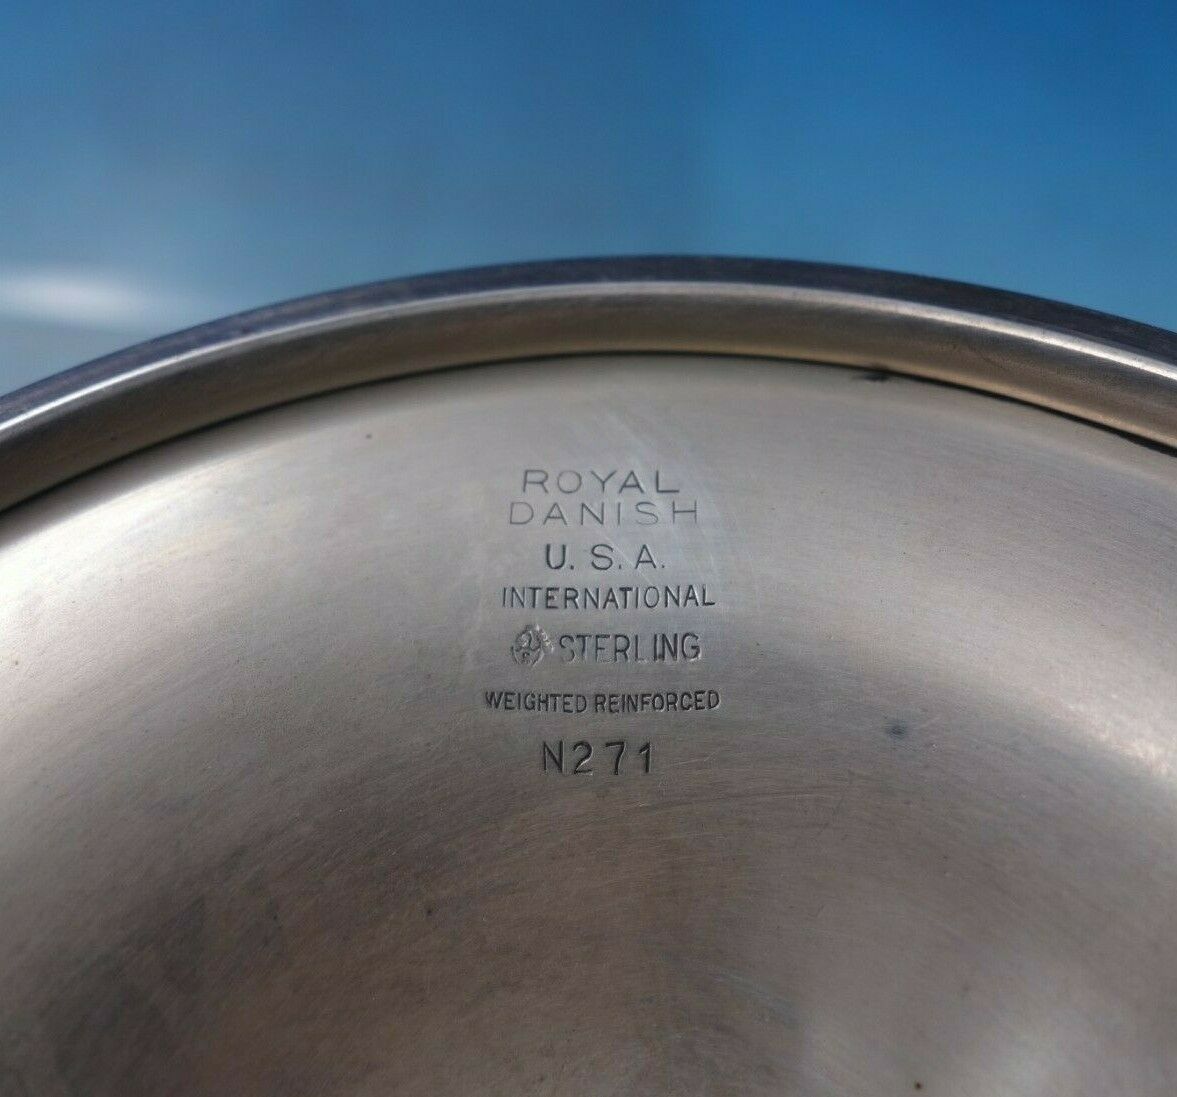 ROYAL
DANISH
U. S. A.
INTERNATIONAL
STERLING
WEIGHTED REINFORCED
N271